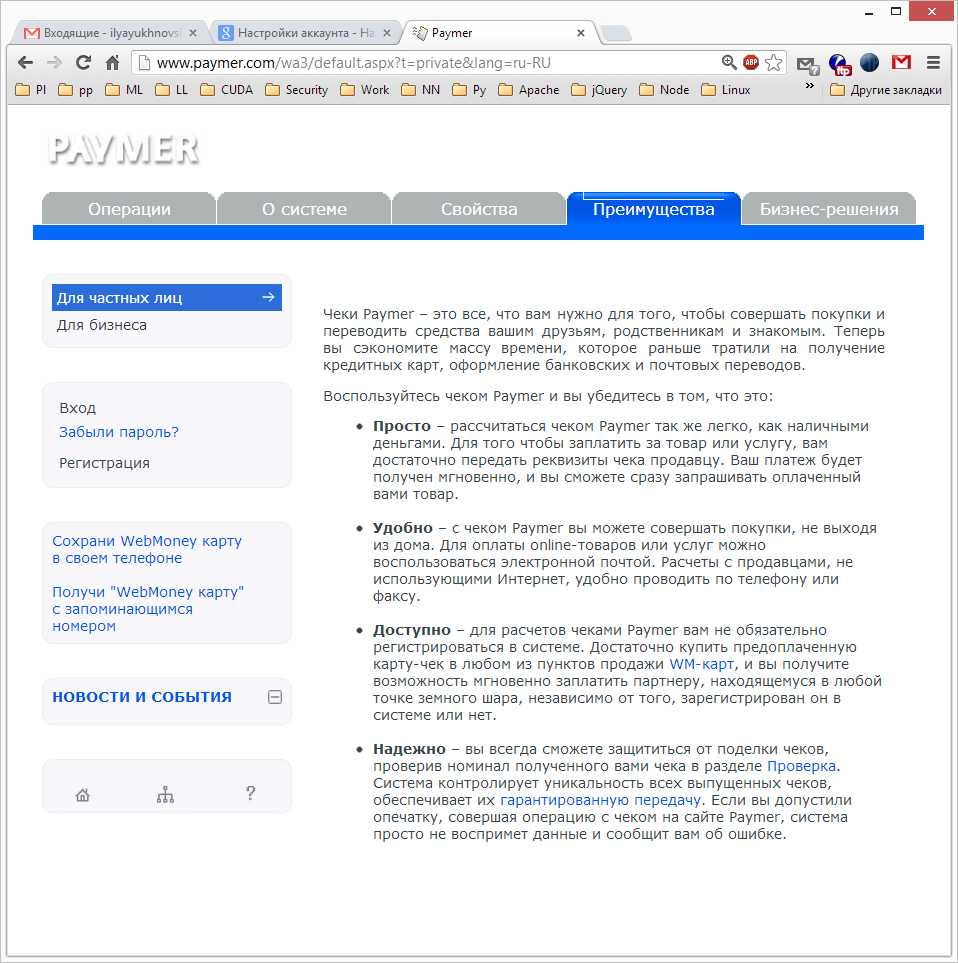 Входящие - ilyayukhnovs
Настройки аккаунта - На
Paymer
www.paymer.com/wa3/default.aspx?t=private&lang=ru-RU
ABP
PI
pp
ML
LL
CUDA
Security
Work
NN
Py
Apache
jQuery
Node
Linux
»
Другие закладки
PAYMER
Операции
О системе
Свойства
Преимущества
Бизнес-решения
Для частных лиц
Для бизнеса
Вход
Забыли пароль?
Регистрация
Сохрани WebMoney карту
в своем телефоне
Получи "WebMoney карту"
с запоминающимся
номером
НОВОСТИ И СОБЫТИЯ
?
Чеки Paymer – это все, что вам нужно для того, чтобы совершать покупки и
переводить средства вашим друзьям, родственникам и знакомым. Теперь
вы сэкономите массу времени, которое раньше тратили на получение
кредитных карт, оформление банковских и почтовых переводов.
Воспользуйтесь чеком Paymer и вы убедитесь в том, что это:
• Просто – рассчитаться чеком Paymer так же легко, как наличными
деньгами. Для того чтобы заплатить за товар или услугу, вам
достаточно передать реквизиты чека продавцу. Ваш платеж будет
получен мгновенно, и вы сможете сразу запрашивать оплаченный
вами товар.
• Удобно – с чеком Paymer вы можете совершать покупки, не выходя
из дома. Для оплаты online-товаров или услуг можно
воспользоваться электронной почтой. Расчеты с продавцами, не
использующими Интернет, удобно проводить по телефону или
факсу.
• Доступно – для расчетов чеками Paymer вам не обязательно
регистрироваться в системе. Достаточно купить предоплаченную
карту-чек в любом из пунктов продажи WM-карт, и вы получите
возможность мгновенно заплатить партнеру, находящемуся в любой
точке земного шара, независимо от того, зарегистрирован он в
системе или нет.
• Надежно – вы всегда сможете защититься от поделки чеков,
проверив номинал полученного вами чека в разделе Проверка.
Система контролирует уникальность всех выпущенных чеков,
обеспечивает их гарантированную передачу. Если вы допустили
опечатку, совершая операцию с чеком на сайте Paymer, система
просто не воспримет данные и сообщит вам об ошибке.